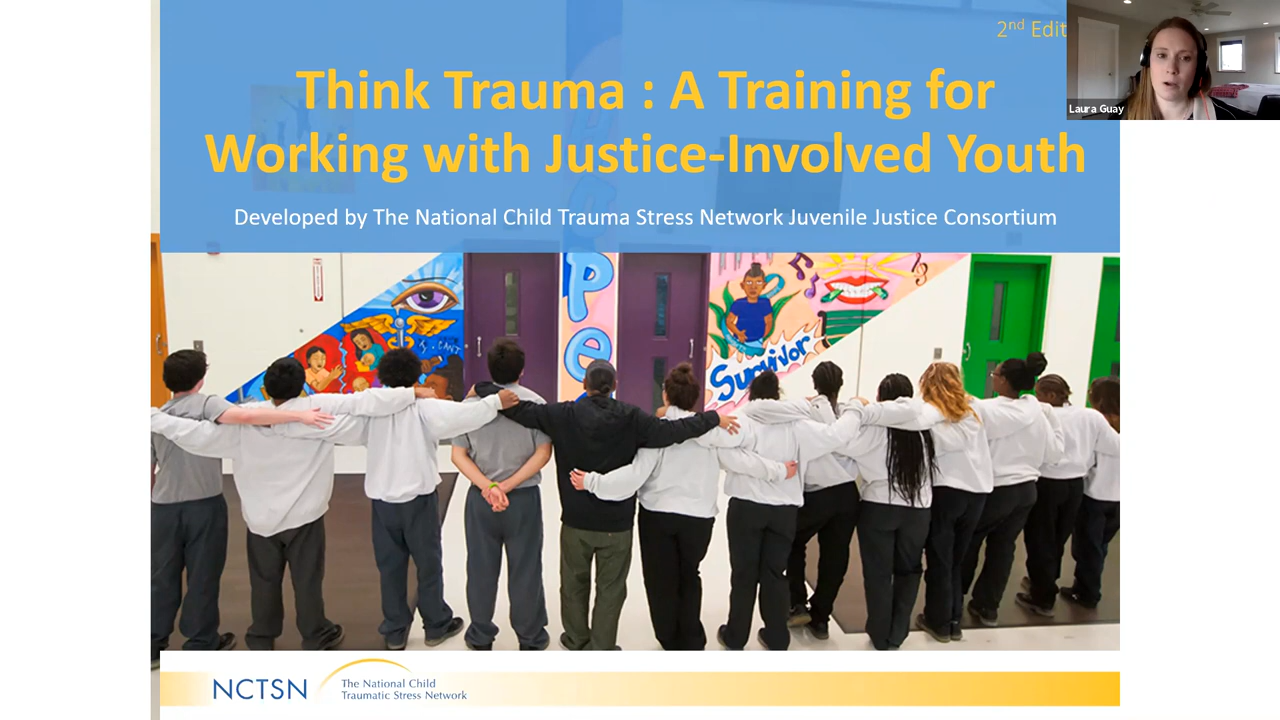 2nd Edit
Think Trauma : A Training for
Working with Justice-Involved Youth
Developed by The National Child Trauma Stress Network Juvenile Justice Consortium
Laura Guay
Hope
Survivor
NCTSN
The National Child
Traumatic Stress Network